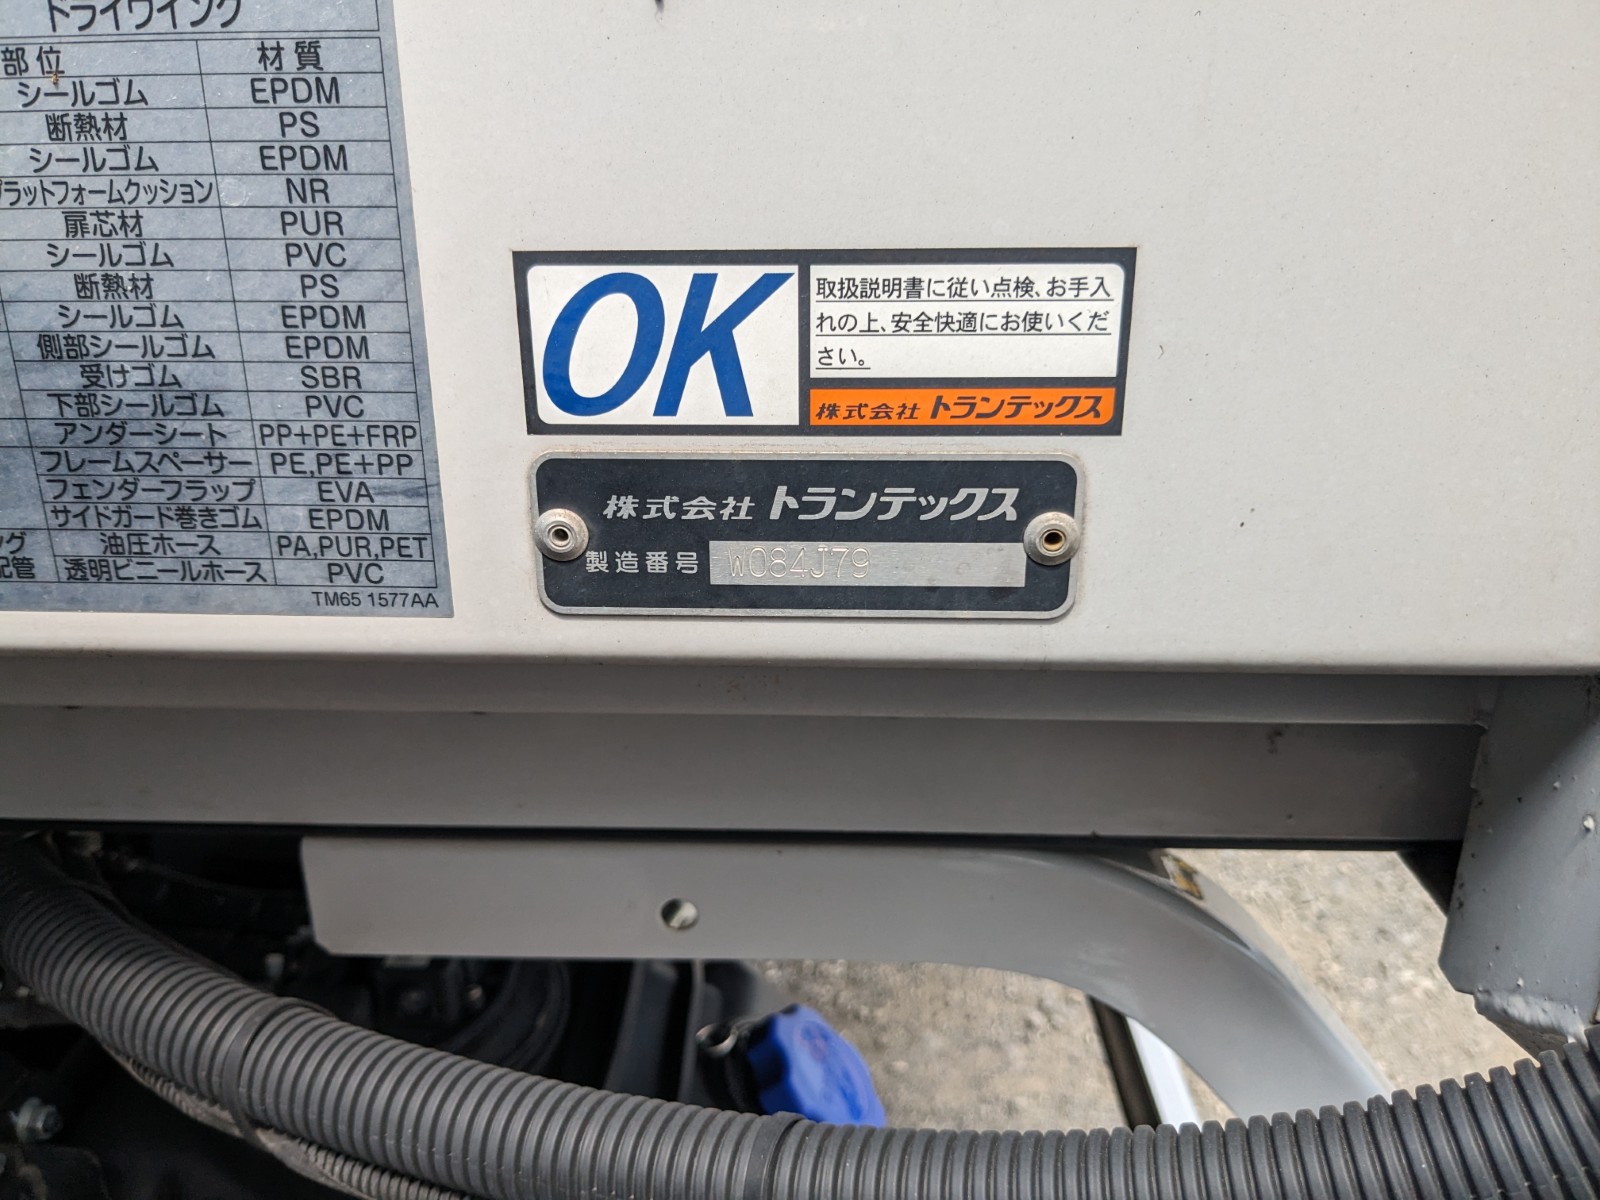 ドライウイング
部位 材質
シールゴム EPDM
断熱材 PS
シールゴム EPDM
プラットフォームクッション NR
扉芯材 PUR
シールゴム PVC
断熱材 PS
シールゴム EPDM
側部シールゴム EPDM
受けゴム SBR
下部シールゴム PVC
アンダーシート PP+PE+FRP
フレームスペーサー PE,PE+PP
フェンダーフラップ EVA
サイドガード巻きゴム EPDM
油圧ホース PA,PUR,PET
配管 透明ビニールホース PVC
TM65 1577AA
OK
取扱説明書に従い点検、お手入
れの上、安全快適にお使いくだ
さい。
株式会社 トランテックス
株式会社 トランテックス
製造番号 W084J79